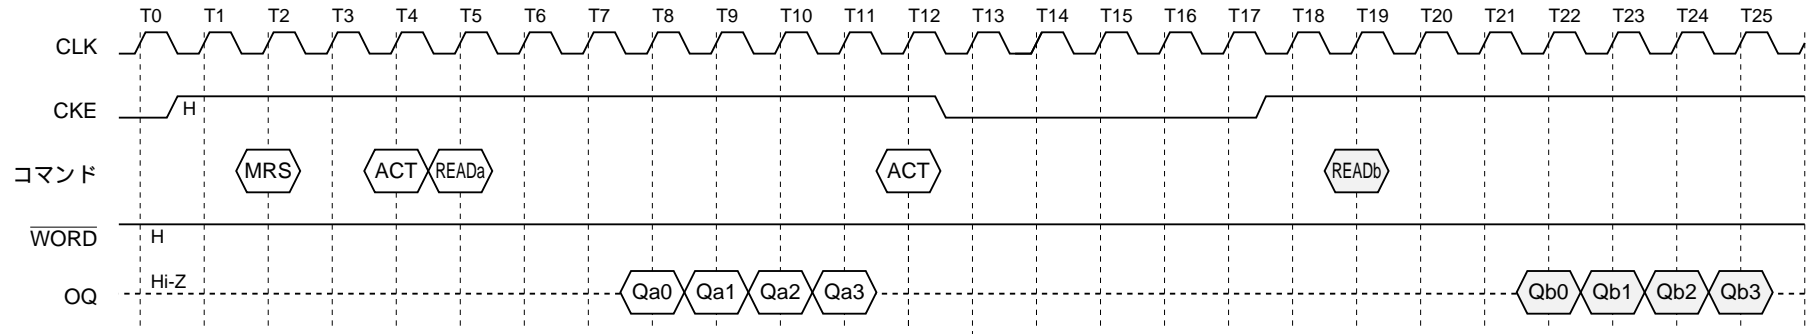 T0 T1 T2 T3 T4 T5 T6 T7 T8 T9 T10 T11 T12 T13 T14 T15 T16 T17 T18 T19 T20 T21 T22 T23 T24 T25
CLK
CKE H
コマンド MRS ACT READa ACT READb
WORD H
OQ Hi-Z Qa0 Qa1 Qa2 Qa3 Qb0 Qb1 Qb2 Qb3